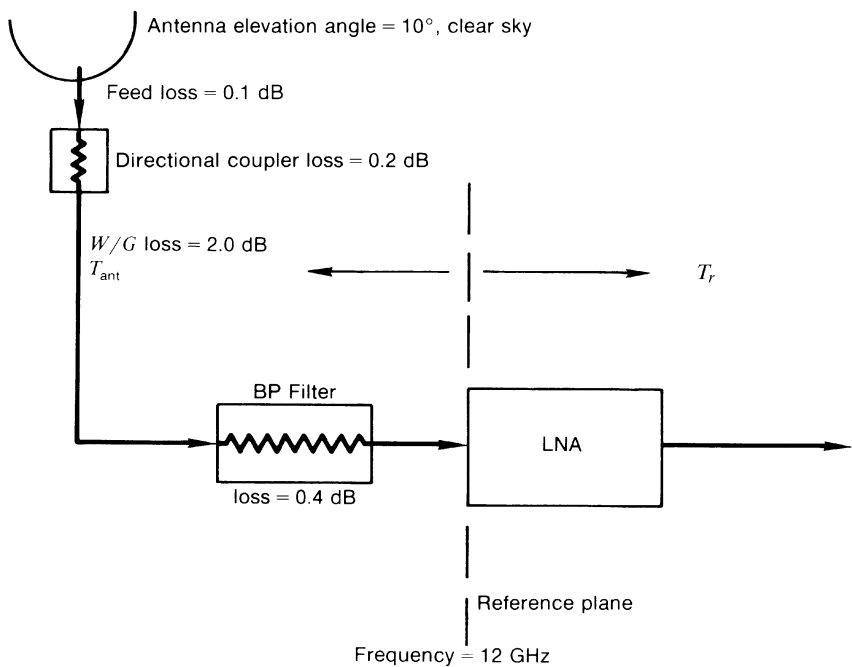 Antenna elevation angle = 10°, clear sky
Feed loss = 0.1 dB
Directional coupler loss = 0.2 dB
W/G loss = 2.0 dB
T_ant
T_r
BP Filter
LNA
loss = 0.4 dB
Reference plane
Frequency = 12 GHz